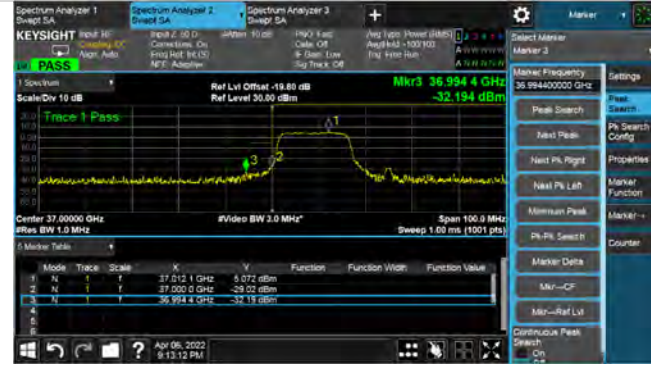 Spectrum Analyzer 1
Swept SA
Spectrum Analyzer 2
Swept SA
Spectrum Analyzer 3
Swept SA
+
Marker
KEYSIGHT Input: RF
Coupling: DC
Align: Auto
Input Z: 50 Ω
Corrections: On
Freq Ref: Int (S)
NFE: Adaptive
#Atten: 10 dB
PNO: Fast
Gate: Off
IF Gain: Low
Sig Track: Off
Avg Type: Power (RMS)
Avg|Hold: >100/100
Trig: Free Run
PASS
Select Marker
Marker 3
1 Spectrum
Scale/Div 10 dB
Ref Lvl Offset -19.80 dB
Ref Level 30.00 dBm
Mkr3 36.994 4 GHz
-32.194 dBm
Trace 1 Pass
1
2
3
Center 37.00000 GHz
#Res BW 1.0 MHz
#Video BW 3.0 MHz*
Span 100.0 MHz
Sweep 1.00 ms (1001 pts)
5 Marker Table
Mode Trace Scale X Y Function Function Width Function Value
1 N 1 f 37.012 1 GHz 5.072 dBm
2 N 1 f 37.000 0 GHz -29.02 dBm
3 N 1 f 36.994 4 GHz -32.19 dBm
4
5
6
Apr 06, 2022
9:13:12 PM
Marker Frequency
36.994400000 GHz
Peak Search
Next Peak
Next Pk Right
Next Pk Left
Minimum Peak
Pk-Pk Search
Marker Delta
Mkr→CF
Mkr→Ref Lvl
Continuous Peak
Search
On
Off
Settings
Peak
Search
Pk Search
Config
Properties
Marker
Function
Marker→
Counter